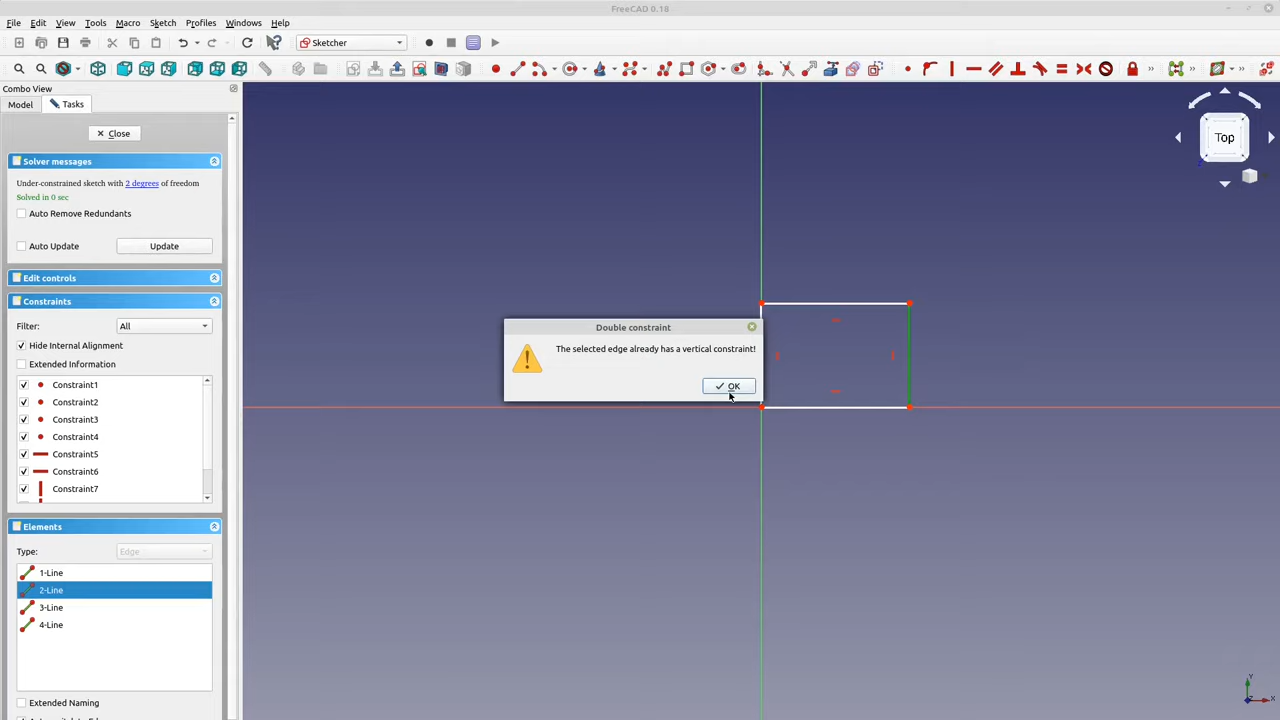 FreeCAD 0.18
File Edit View Tools Macro Sketch Profiles Windows Help
Sketcher
Combo View
Model Tasks
Close
Solver messages
Under-constrained sketch with 2 degrees of freedom
Solved in 0 sec
Auto Remove Redundants
Auto Update Update
Edit controls
Constraints
Filter: All
Hide Internal Alignment
Extended Information
Constraint1
Constraint2
Constraint3
Constraint4
Constraint5
Constraint6
Constraint7
Elements
Type: Edge
1-Line
2-Line
3-Line
4-Line
Extended Naming
Double constraint
The selected edge already has a vertical constraint!
OK
Top
Y
X